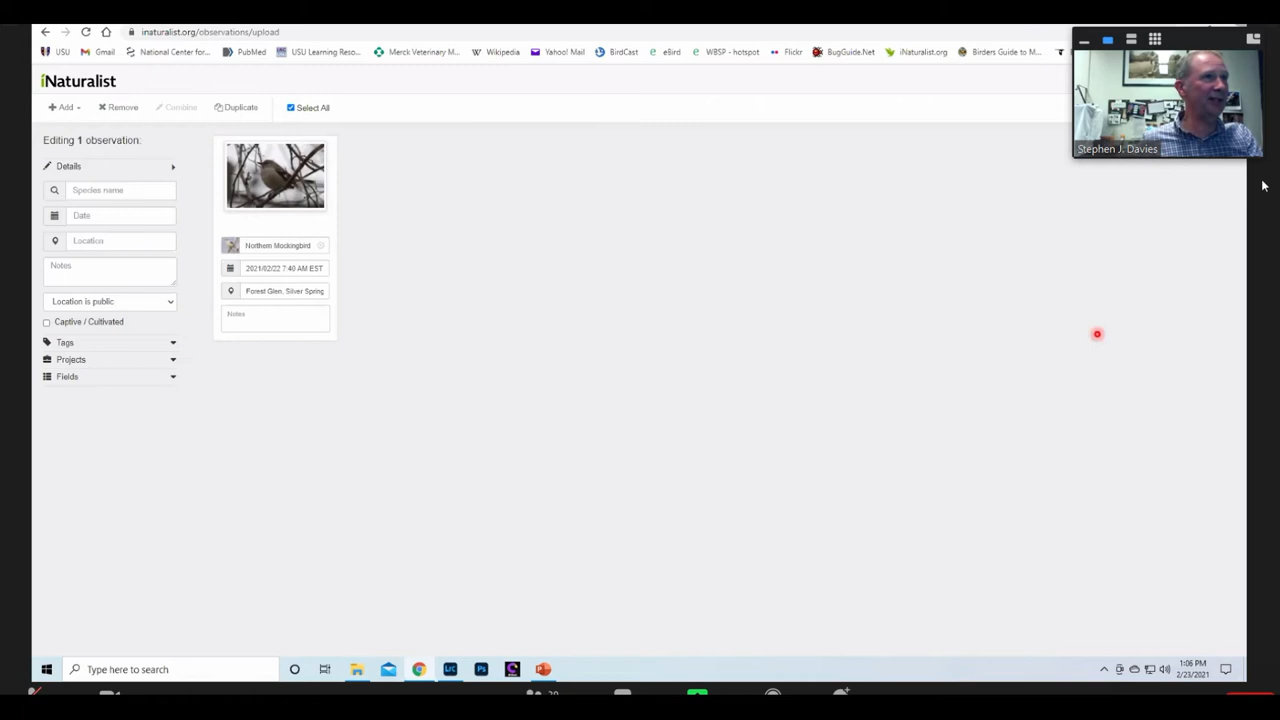 inaturalist.org/observations/upload
USU
Gmail
National Center for...
PubMed
USU Learning Reso...
Merck Veterinary M...
Wikipedia
Yahoo! Mail
BirdCast
eBird
WBSP - hotspot
Flickr
BugGuide.Net
iNaturalist.org
Birders Guide to M...
iNaturalist
Add
Remove
Combine
Duplicate
Select All
Stephen J. Davies
Editing 1 observation:
Details
Species name
Date
Location
Notes
Location is public
Captive / Cultivated
Tags
Projects
Fields
Northern Mockingbird
2021/02/22 7:40 AM EST
Forest Glen, Silver Spring
Notes
Type here to search
Lrc
Ps
1:06 PM
2/23/2021